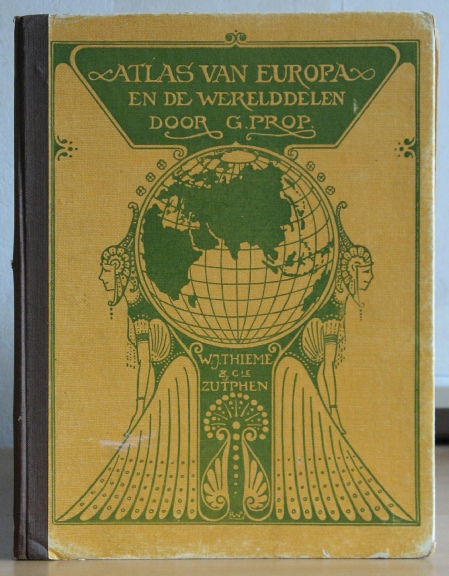 ATLAS VAN EUROPA
EN DE WERELDDELEN
DOOR G. PROP.
W.J. THIEME
& CIE
ZUTPHEN